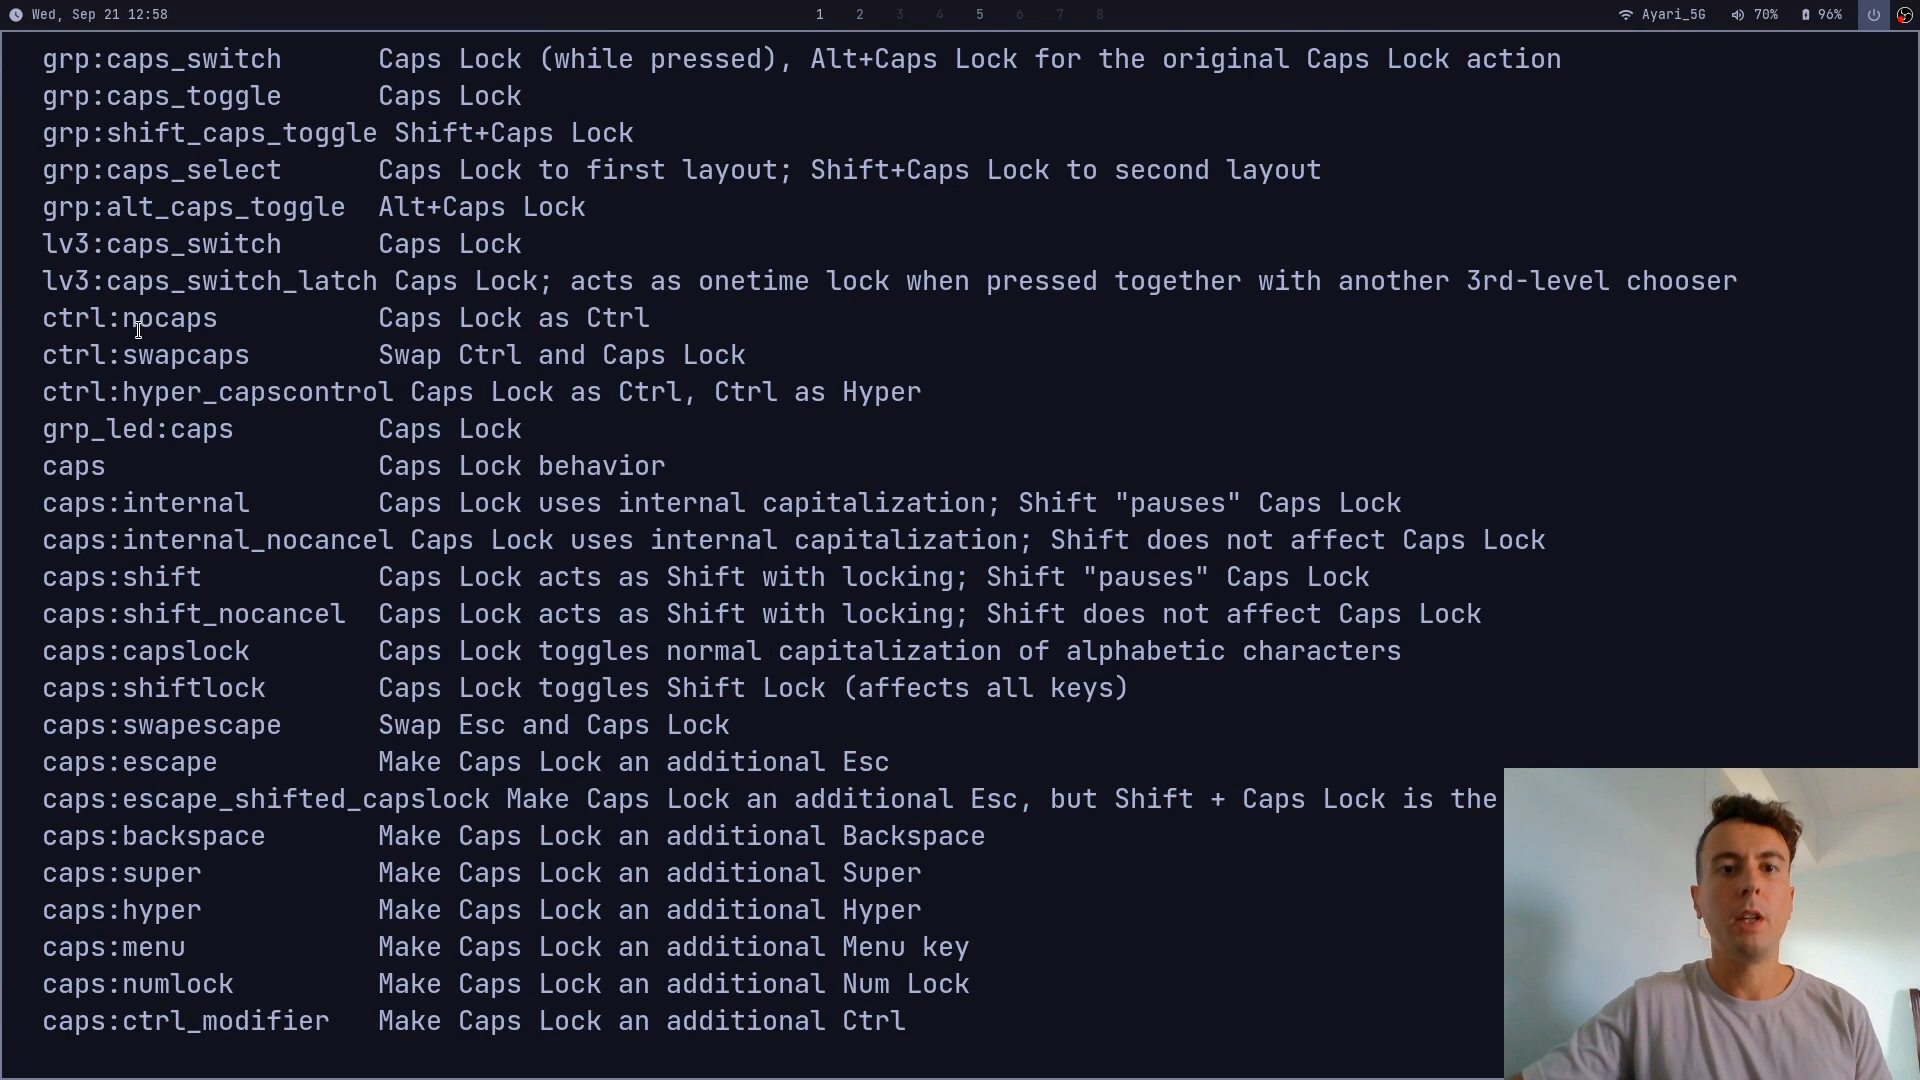 Wed, Sep 21 12:58 1 2 3 4 5 6 7 8 Ayari_5G 70% 96%
grp:caps_switch Caps Lock (while pressed), Alt+Caps Lock for the original Caps Lock action
grp:caps_toggle Caps Lock
grp:shift_caps_toggle Shift+Caps Lock
grp:caps_select Caps Lock to first layout; Shift+Caps Lock to second layout
grp:alt_caps_toggle Alt+Caps Lock
lv3:caps_switch Caps Lock
lv3:caps_switch_latch Caps Lock; acts as onetime lock when pressed together with another 3rd-level chooser
ctrl:nocaps Caps Lock as Ctrl
ctrl:swapcaps Swap Ctrl and Caps Lock
ctrl:hyper_capscontrol Caps Lock as Ctrl, Ctrl as Hyper
grp_led:caps Caps Lock
caps Caps Lock behavior
caps:internal Caps Lock uses internal capitalization; Shift "pauses" Caps Lock
caps:internal_nocancel Caps Lock uses internal capitalization; Shift does not affect Caps Lock
caps:shift Caps Lock acts as Shift with locking; Shift "pauses" Caps Lock
caps:shift_nocancel Caps Lock acts as Shift with locking; Shift does not affect Caps Lock
caps:capslock Caps Lock toggles normal capitalization of alphabetic characters
caps:shiftlock Caps Lock toggles Shift Lock (affects all keys)
caps:swapescape Swap Esc and Caps Lock
caps:escape Make Caps Lock an additional Esc
caps:escape_shifted_capslock Make Caps Lock an additional Esc, but Shift + Caps Lock is the
caps:backspace Make Caps Lock an additional Backspace
caps:super Make Caps Lock an additional Super
caps:hyper Make Caps Lock an additional Hyper
caps:menu Make Caps Lock an additional Menu key
caps:numlock Make Caps Lock an additional Num Lock
caps:ctrl_modifier Make Caps Lock an additional Ctrl